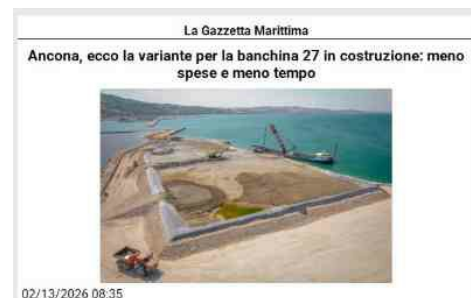 La Gazzetta Marittima
Ancona, ecco la variante per la banchina 27 in costruzione: meno
spese e meno tempo
02/13/2026 08:35